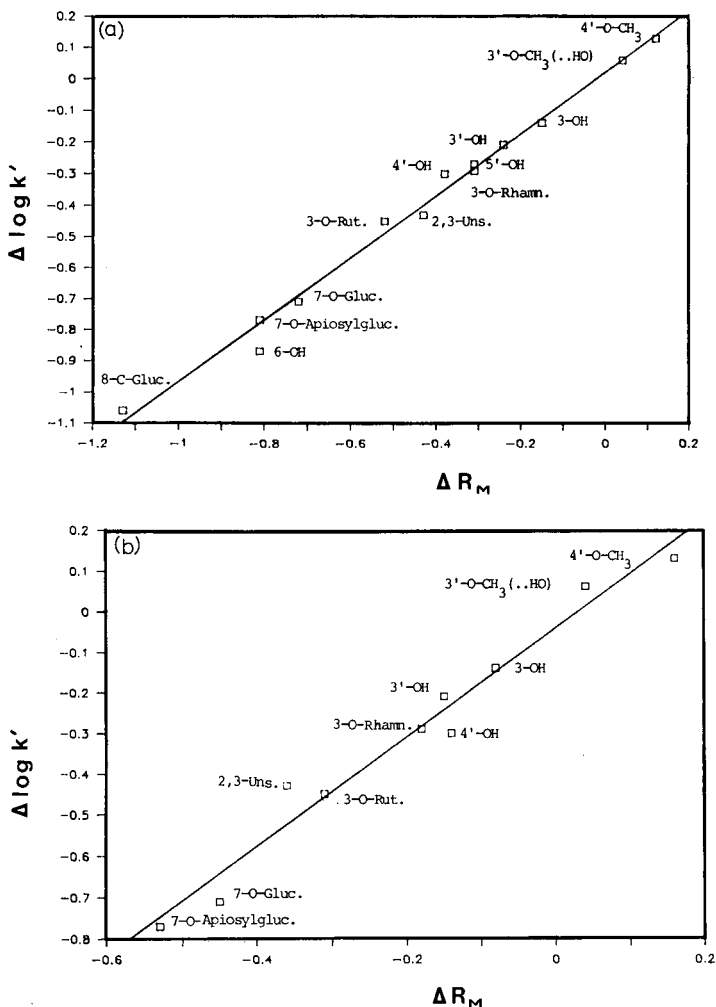 (a)
0.2
0.1
0
−0.1
−0.2
−0.3
−0.4
−0.5
−0.6
−0.7
−0.8
−0.9
−1
−1.1
Δ log k′
4'-O-CH3
3'-O-CH3(..HO)
3-OH
3'-OH
4'-OH
5'-OH
3-O-Rhamn.
3-O-Rut.
2,3-Uns.
7-O-Gluc.
7-O-Apiosylgluc.
6-OH
8-C-Gluc.
−1.2 −1 −0.8 −0.6 −0.4 −0.2 0 0.2
Δ RM
(b)
0.2
0.1
0
−0.1
−0.2
−0.3
−0.4
−0.5
−0.6
−0.7
−0.8
Δ log k′
4'-O-CH3
3'-O-CH3(..HO)
3-OH
3'-OH
3-O-Rhamn.
4'-OH
2,3-Uns.
3-O-Rut.
7-O-Gluc.
7-O-Apiosylgluc.
−0.6 −0.4 −0.2 0 0.2
Δ RM